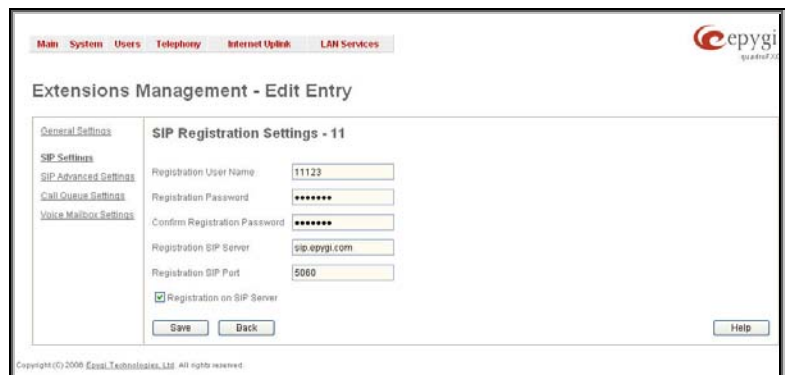 Main System Users Telephony Internet Uplink LAN Services
epygi
Extensions Management - Edit Entry
General Settings
SIP Settings
SIP Advanced Settings
Call Queue Settings
Voice Mailbox Settings
SIP Registration Settings - 11
Registration User Name 11123
Registration Password •••••••
Confirm Registration Password •••••••
Registration SIP Server sip.epygi.com
Registration SIP Port 5060
Registration on SIP Server
Save Back Help
Copyright (C) 2008 Epygi Technologies, Ltd. All rights reserved.